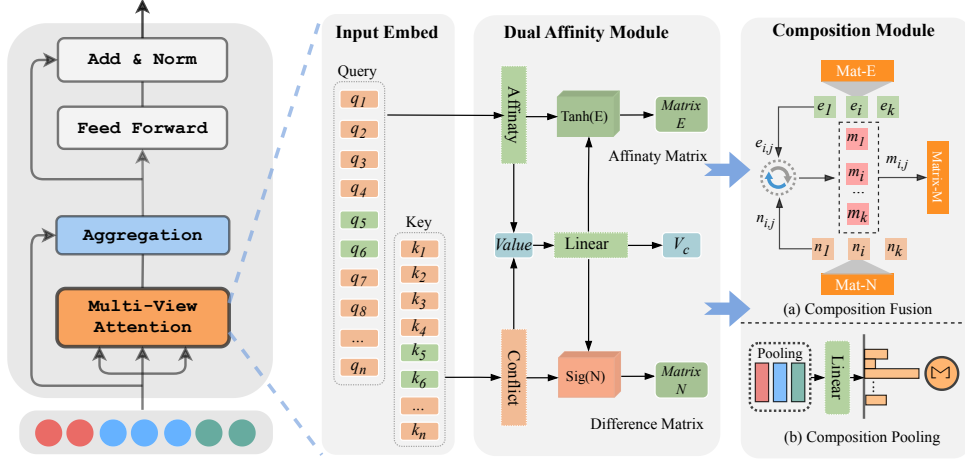 Add & Norm
Feed Forward
Aggregation
Multi-View
Attention
Input Embed
Query
q1
q2
q3
q4
q5
q6
q7
q8
...
qn
Key
k1
k2
k3
k4
k5
k6
...
kn
Dual Affinity Module
Affinaty
Tanh(E)
Matrix
E
Affinaty Matrix
Value
Linear
Vc
Conflict
Sig(N)
Matrix
N
Difference Matrix
Composition Module
Mat-E
e1 ei ek
ei,j
m1
mi
...
mk
mi,j
Matrix-M
ni,j
n1 ni nk
Mat-N
(a) Composition Fusion
Pooling
Linear
(b) Composition Pooling